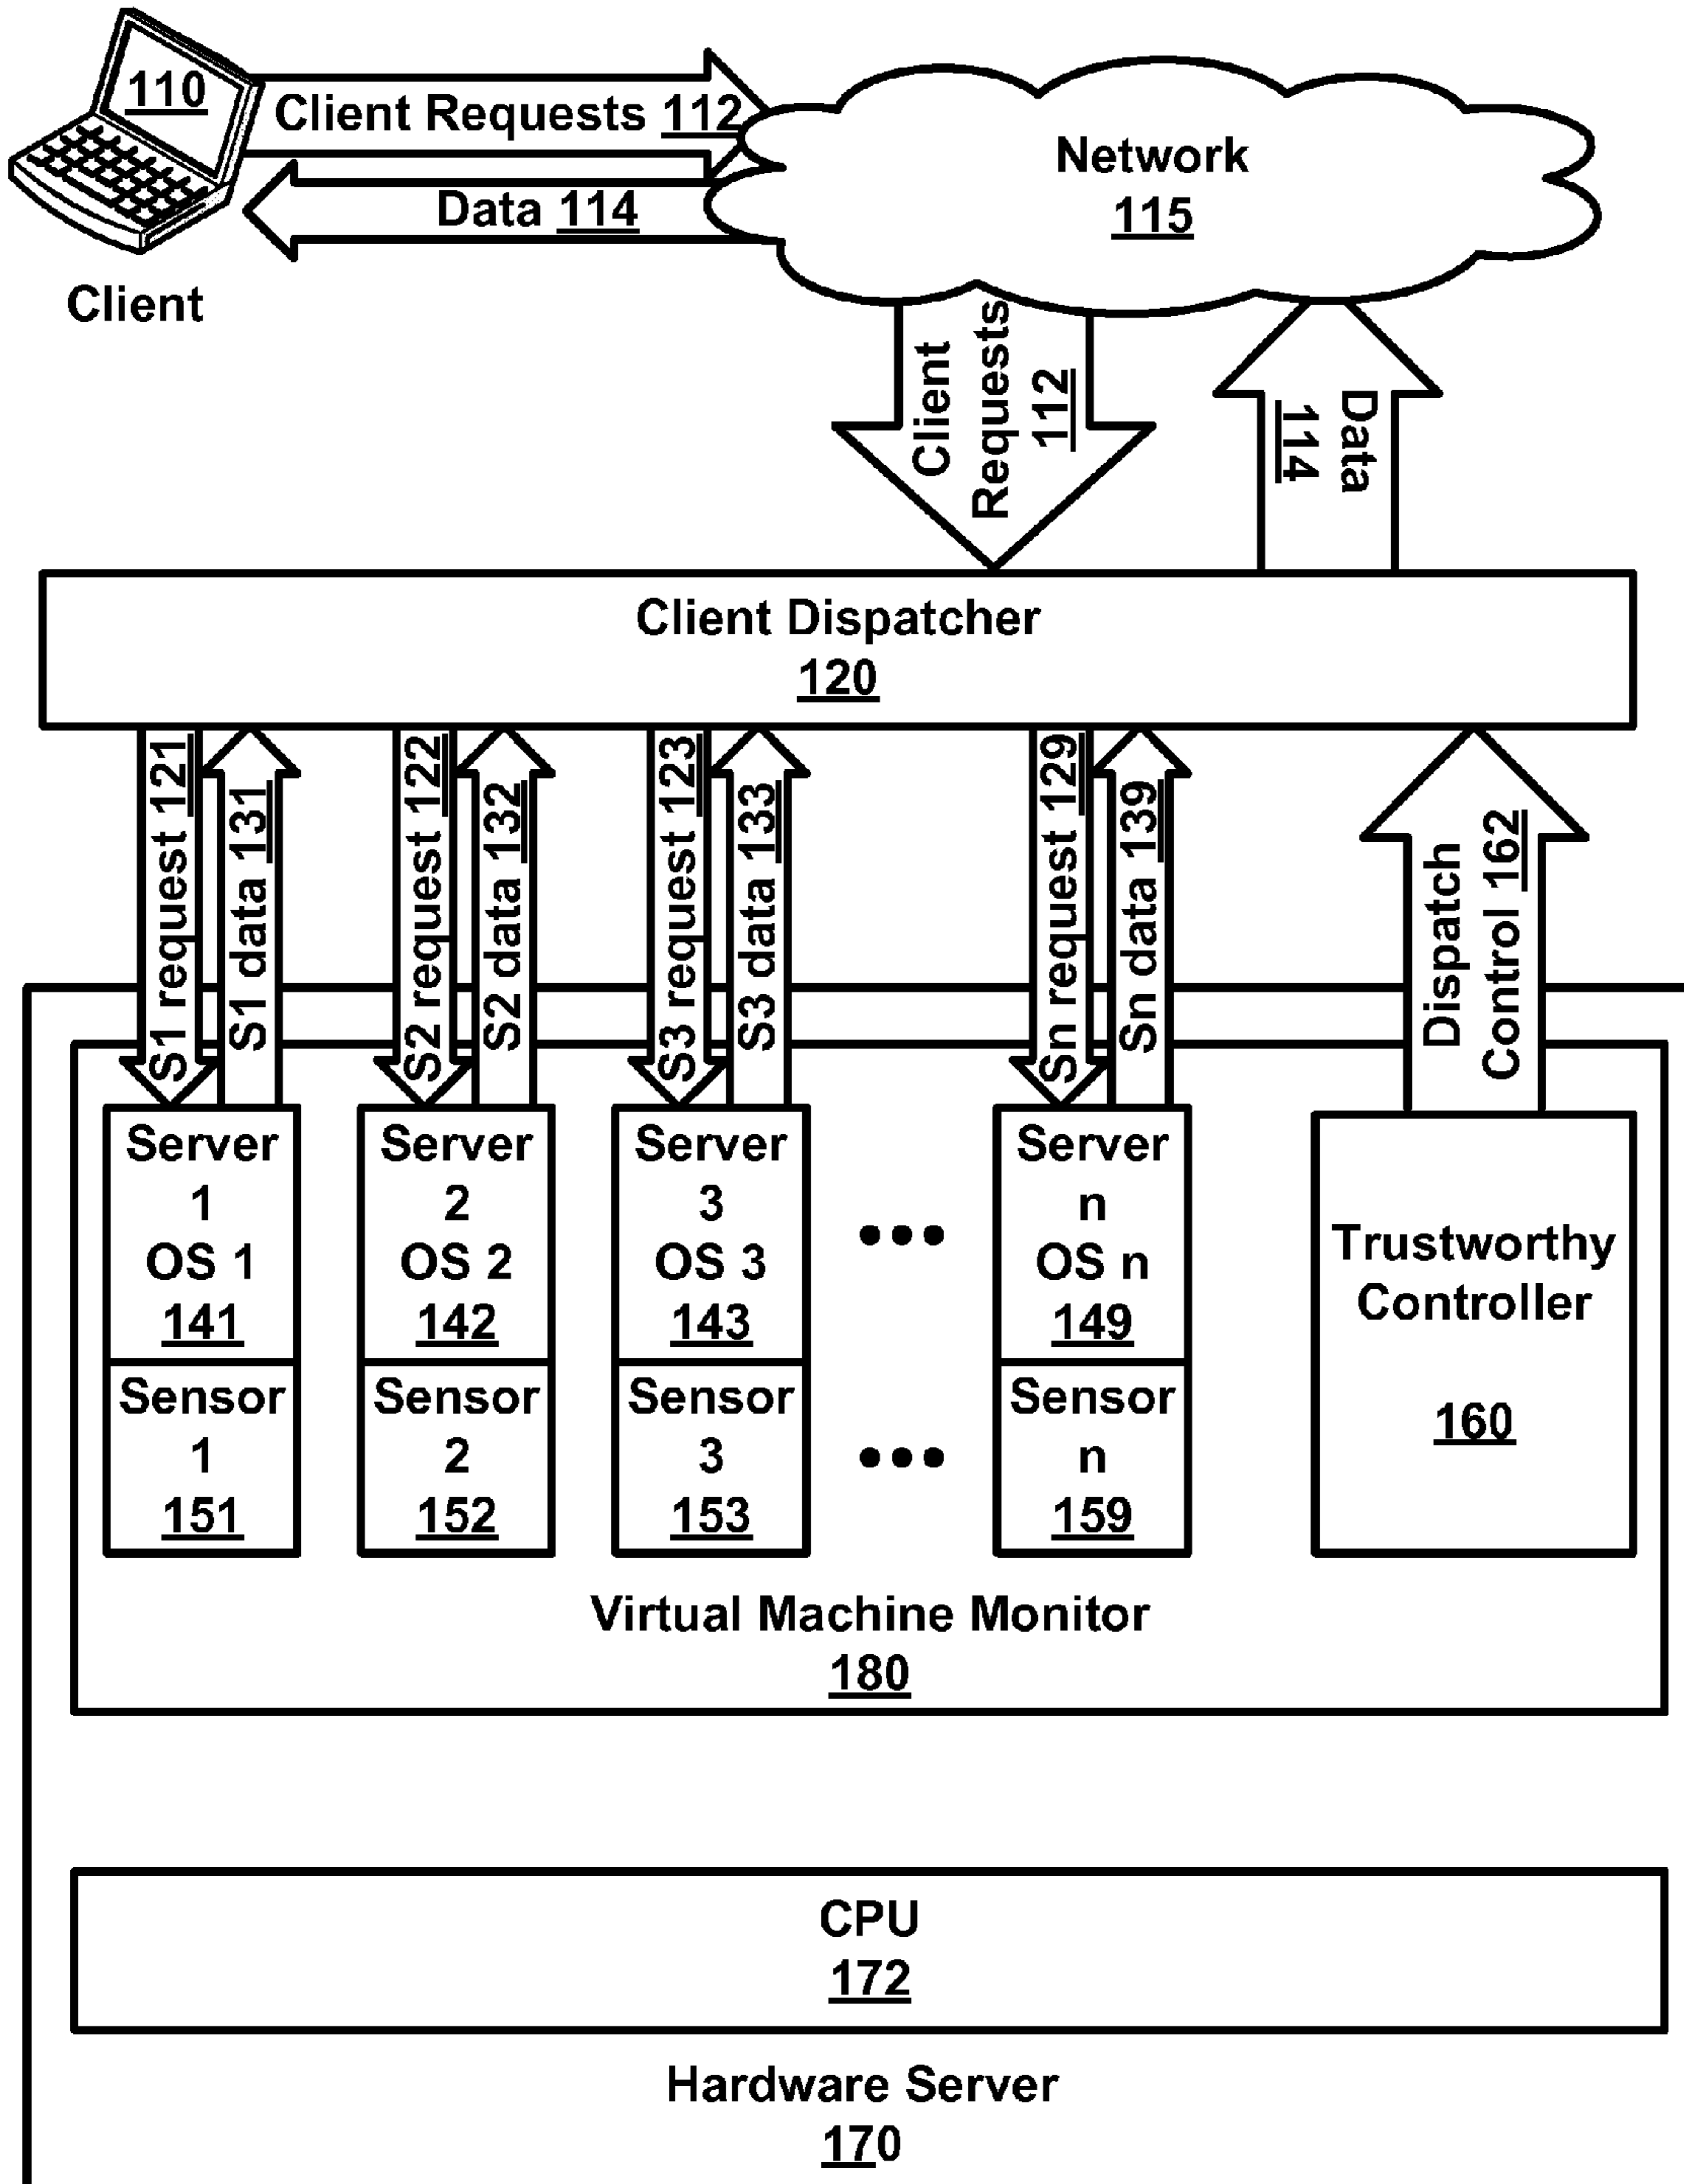 110
Client Requests 112
Data 114
Client
Network
115
Client
Requests
112
Data
114
Client Dispatcher
120
S1 request 121
S1 data 131
S2 request 122
S2 data 132
S3 request 123
S3 data 133
Sn request 129
Sn data 139
Dispatch
Control 162
Server
1
OS 1
141
Sensor
1
151
Server
2
OS 2
142
Sensor
2
152
Server
3
OS 3
143
Sensor
3
153
•••
•••
Server
n
OS n
149
Sensor
n
159
Trustworthy
Controller
160
Virtual Machine Monitor
180
CPU
172
Hardware Server
170